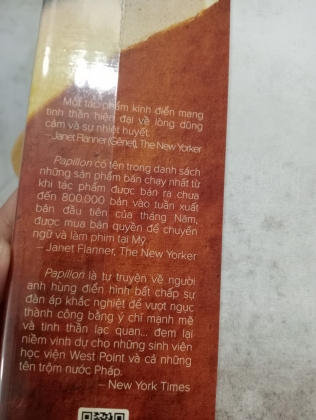 Một tác phẩm kinh điển mang
tinh thần hiện đại về lòng dũng
cảm và sự nhiệt huyết.
– Janet Flanner (Gênet), The New Yorker
Papillon có tên trong danh sách
những sản phẩm bán chạy nhất từ
khi tác phẩm được bán ra chưa
đến 800.000 bản vào tuần xuất
bản đầu tiên của tháng Năm,
được mua bản quyền để chuyển
ngữ và làm phim tại Mỹ.
– Janet Flanner, The New Yorker
Papillon là tự truyện về người
anh hùng điển hình bất chấp sự
đàn áp khắc nghiệt để vượt ngục
thành công bằng ý chí mạnh mẽ
và tinh thần lạc quan... đem lại
niềm vinh dự cho những sinh viên
học viện West Point và cả những
tên trộm nước Pháp.
– New York Times